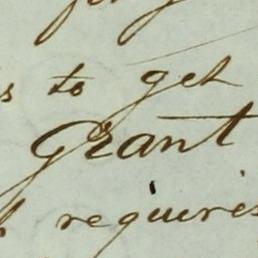 to get
Grant
requires